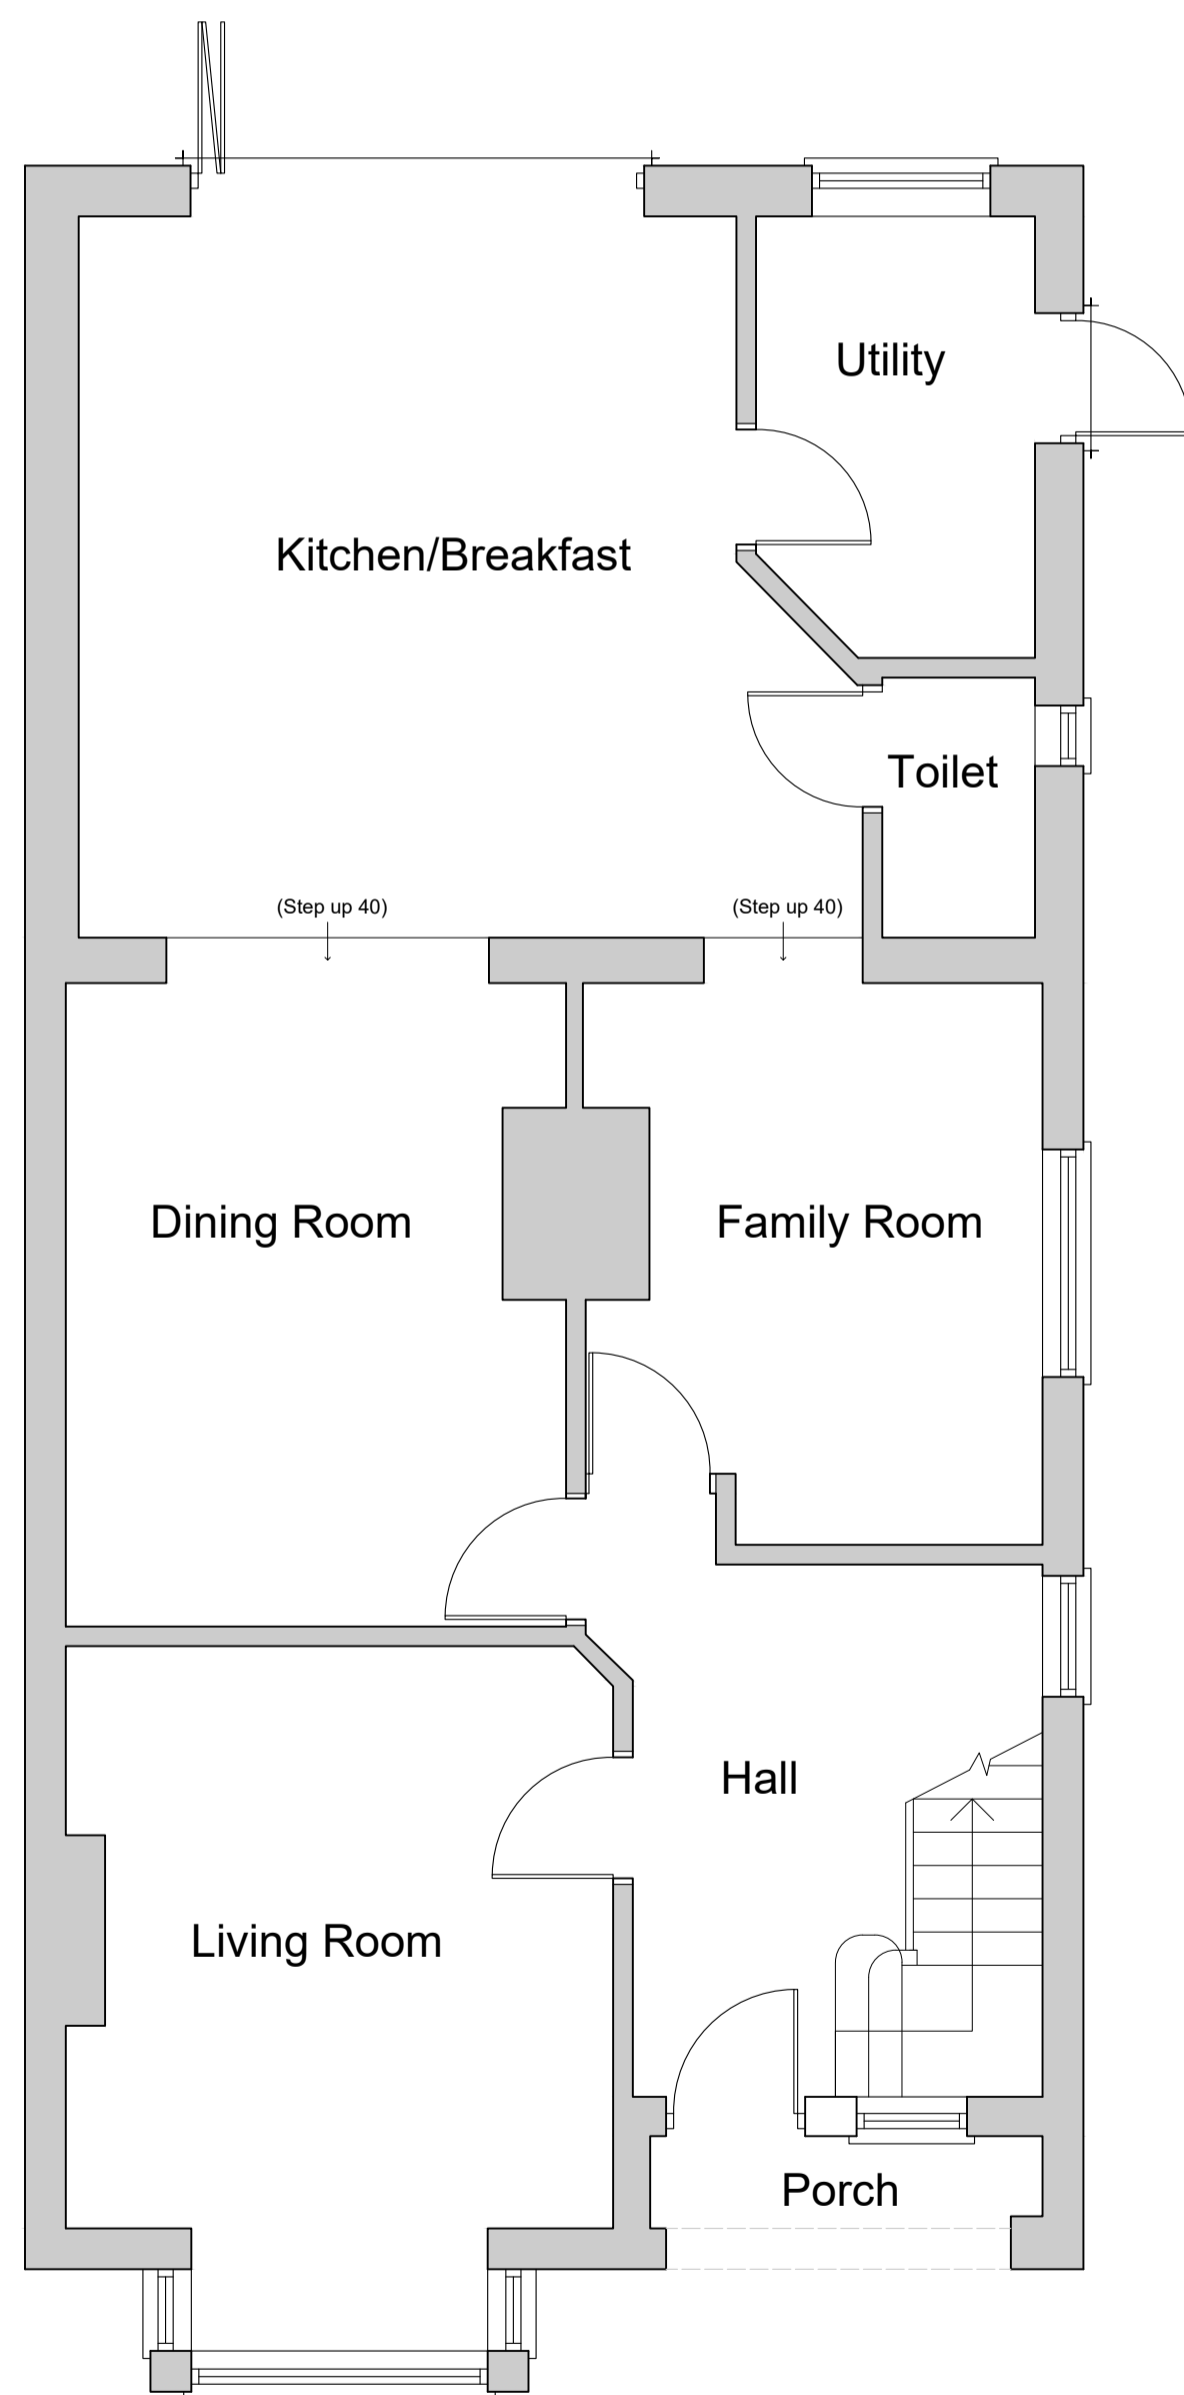 Utility
Kitchen/Breakfast
Toilet
(Step up 40)
(Step up 40)
Dining Room
Family Room
Hall
Living Room
Porch